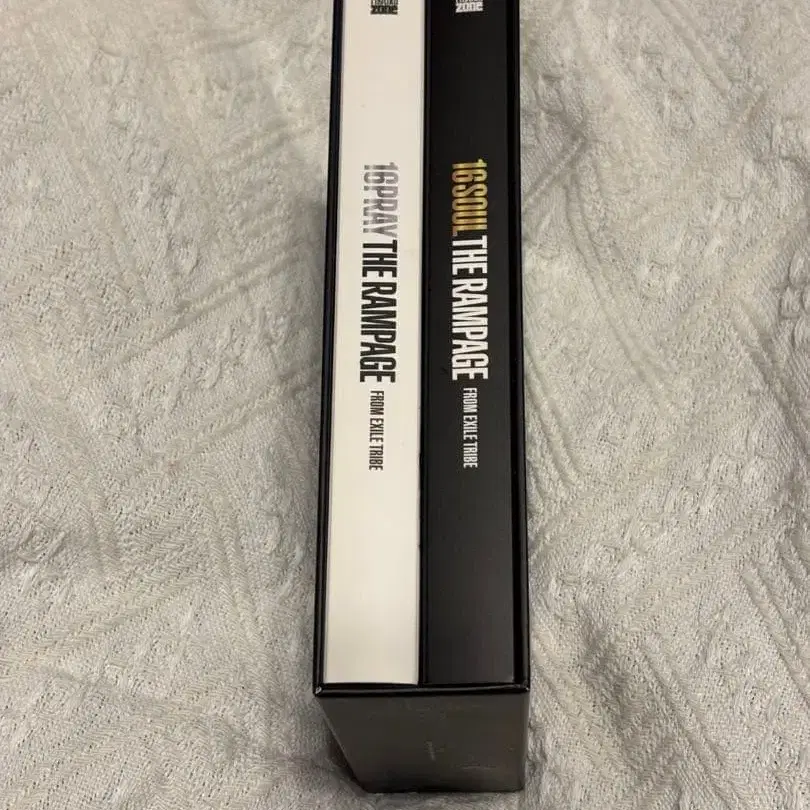 16PRAY THE RAMPAGE FROM EXILE TRIBE
16SOUL THE RAMPAGE FROM EXILE TRIBE